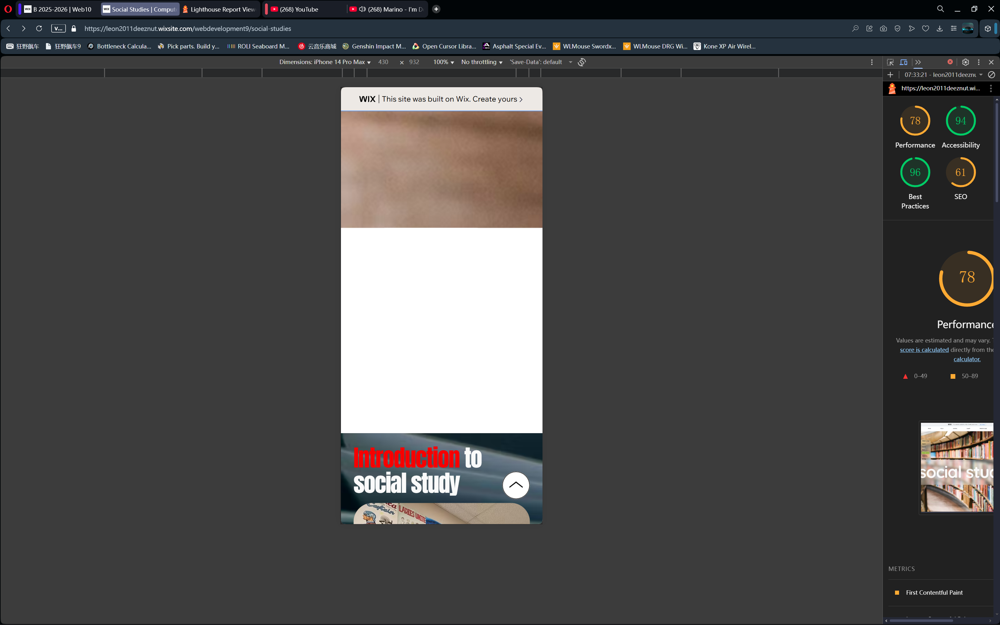 B 2025-2026 | Web10
Social Studies | Comput
Lighthouse Report View
(268) YouTube
(268) Marino - I'm D
V...
https://leon2011deeznut.wixsite.com/webdevelopment9/social-studies
狂野飙车
狂野飙车9
Bottleneck Calcula...
Pick parts. Build y...
ROLI Seaboard M...
云音乐商城
Genshin Impact M...
Open Cursor Libra...
Asphalt Special Ev...
WLMouse Swordx...
WLMouse DRG Wi...
Kone XP Air Wirel...
Dimensions: iPhone 14 Pro Max 430 × 932 100% No throttling 'Save-Data': default
07:33:21 - leon2011deeznu
https://leon2011deeznut.wi...
WIX | This site was built on Wix. Create yours >
78
Performance
94
Accessibility
96
Best
Practices
61
SEO
78
Performance
Values are estimated and may vary.
score is calculated directly from the
calculator.
0–49
50–89
social stu
Introduction to
social study
Captain
LADIES UNITE
METRICS
First Contentful Paint